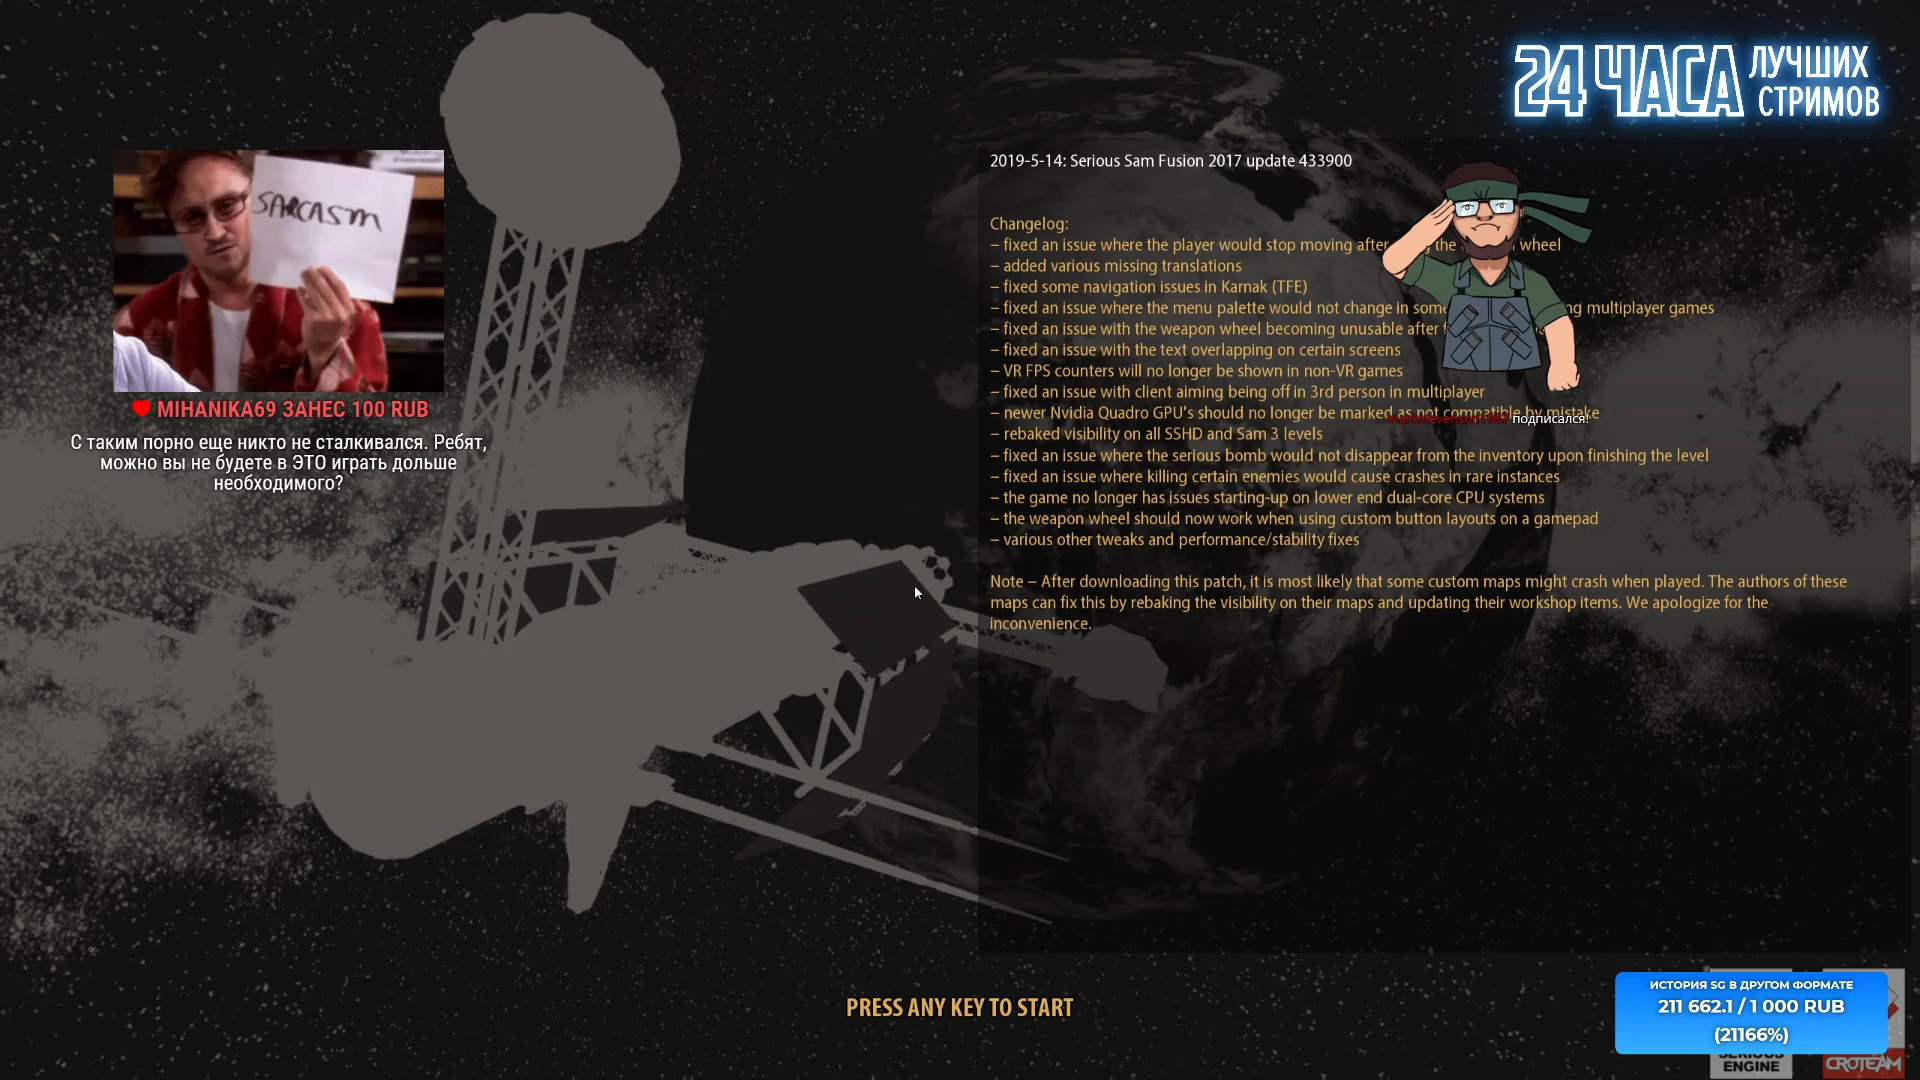 24 ЧАСА ЛУЧШИХ
СТРИМОВ
SARCASM
MIHANIKA69 ЗАНЕС 100 RUB
С таким порно еще никто не сталкивался. Ребят,
можно вы не будете в ЭТО играть дольше
необходимого?
2019-5-14: Serious Sam Fusion 2017 update 433900
Changelog:
– fixed an issue where the player would stop moving after the wheel
– added various missing translations
– fixed some navigation issues in Karnak (TFE)
– fixed an issue where the menu palette would not change in some multiplayer games
– fixed an issue with the weapon wheel becoming unusable after
– fixed an issue with the text overlapping on certain screens
– VR FPS counters will no longer be shown in non-VR games
– fixed an issue with client aiming being off in 3rd person in multiplayer
– newer Nvidia Quadro GPU's should no longer be marked as not compatible by mistake
подписался!
– rebaked visibility on all SSHD and Sam 3 levels
– fixed an issue where the serious bomb would not disappear from the inventory upon finishing the level
– fixed an issue where killing certain enemies would cause crashes in rare instances
– the game no longer has issues starting-up on lower end dual-core CPU systems
– the weapon wheel should now work when using custom button layouts on a gamepad
– various other tweaks and performance/stability fixes
Note – After downloading this patch, it is most likely that some custom maps might crash when played. The authors of these
maps can fix this by rebaking the visibility on their maps and updating their workshop items. We apologize for the
inconvenience.
PRESS ANY KEY TO START
ИСТОРИЯ SG В ДРУГОМ ФОРМАТЕ
211 662.1 / 1 000 RUB
(21166%)
SERIOUS
ENGINE
CROTEAM